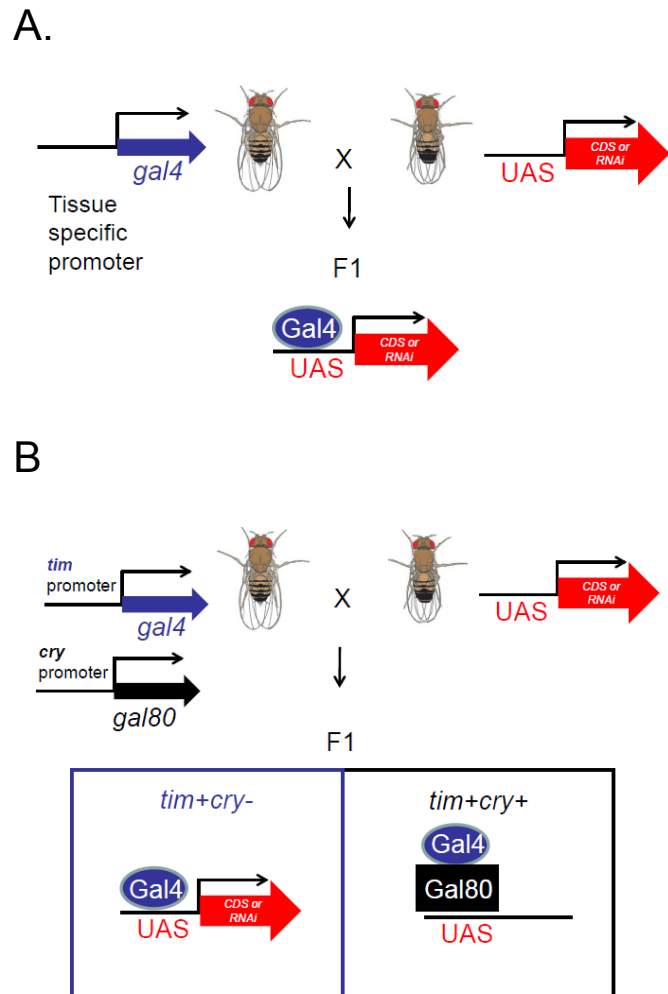 A.
gal4
X
UAS
CDS or
RNAi
Tissue
specific
promoter
F1
Gal4
UAS
CDS or
RNAi
B
tim
promoter
gal4
X
UAS
CDS or
RNAi
cry
promoter
gal80
F1
tim+cry-
Gal4
UAS
CDS or
RNAi
tim+cry+
Gal4
Gal80
UAS